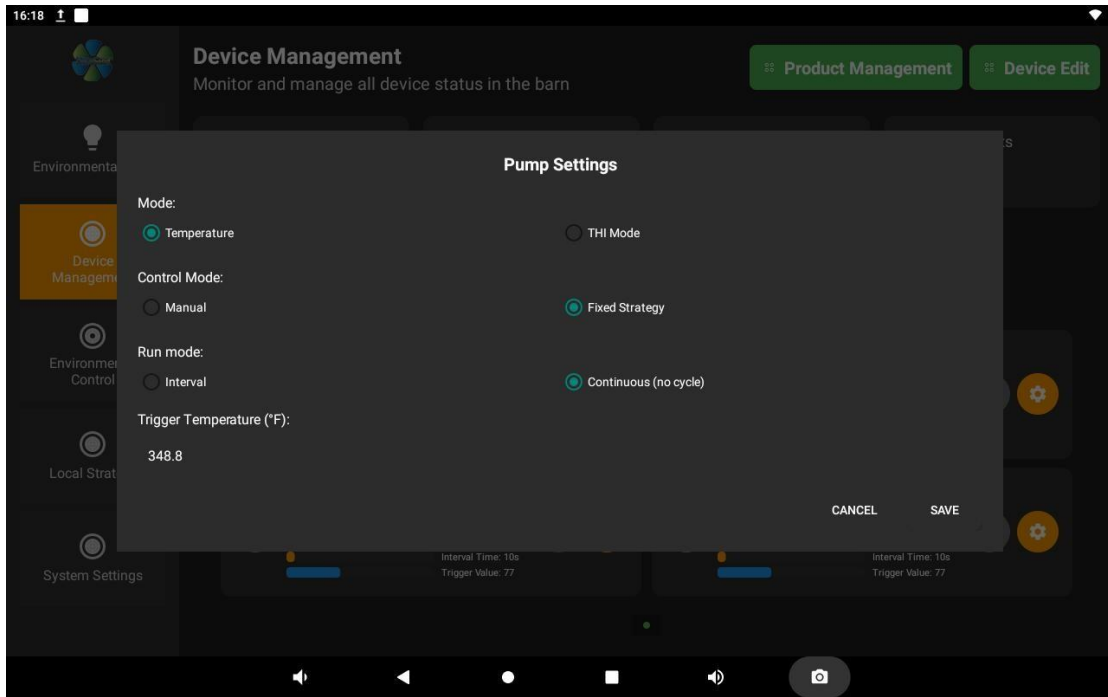 16:18
Device Management
Monitor and manage all device status in the barn
Product Management
Device Edit
Environmenta
Device
Manageme
Environme
Control
Local Strat
System Settings
Pump Settings
Mode:
Temperature
THI Mode
Control Mode:
Manual
Fixed Strategy
Run mode:
Interval
Continuous (no cycle)
Trigger Temperature (°F):
348.8
CANCEL
SAVE
Interval Time: 10s
Trigger Value: 77
Interval Time: 10s
Trigger Value: 77